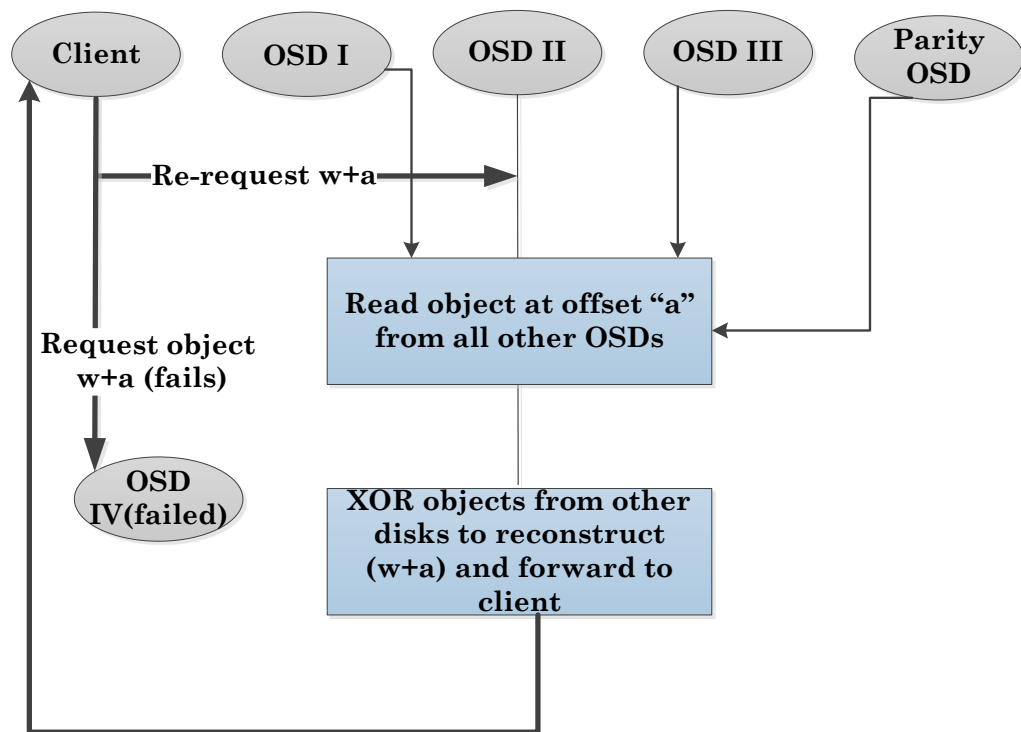 Client
OSD I
OSD II
OSD III
Parity
OSD
Re-request w+a
Read object at offset “a”
from all other OSDs
Request object
w+a (fails)
OSD
IV(failed)
XOR objects from other
disks to reconstruct
(w+a) and forward to
client